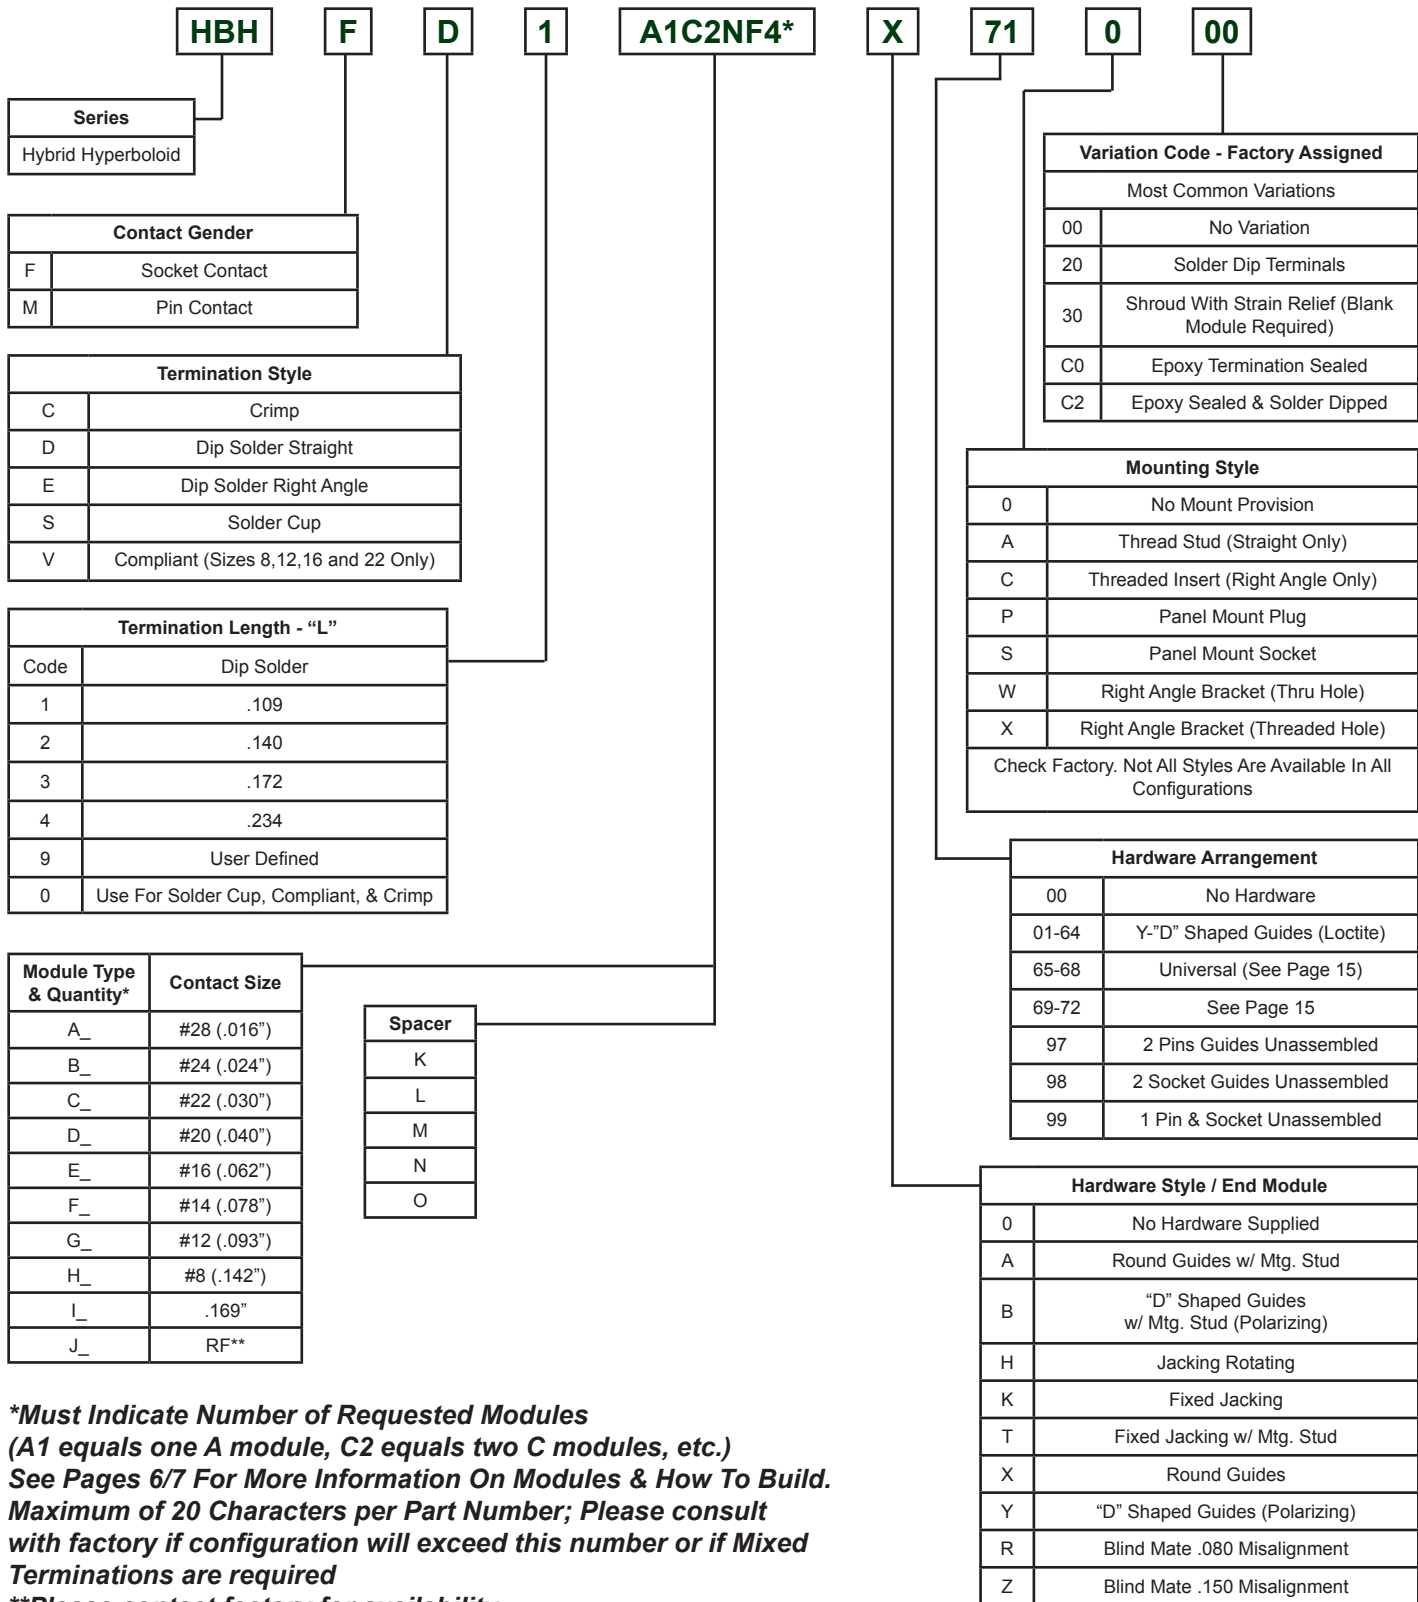 HBH F D 1 A1C2NF4* X 71 0 00
Series
Hybrid Hyperboloid
Contact Gender
F Socket Contact
M Pin Contact
Termination Style
C Crimp
D Dip Solder Straight
E Dip Solder Right Angle
S Solder Cup
V Compliant (Sizes 8,12,16 and 22 Only)
Termination Length - “L”
Code Dip Solder
1 .109
2 .140
3 .172
4 .234
9 User Defined
0 Use For Solder Cup, Compliant, & Crimp
Module Type
& Quantity*
Contact Size
A_ #28 (.016”)
B_ #24 (.024”)
C_ #22 (.030”)
D_ #20 (.040”)
E_ #16 (.062”)
F_ #14 (.078”)
G_ #12 (.093”)
H_ #8 (.142”)
I_ .169”
J_ RF**
Spacer
K
L
M
N
O
*Must Indicate Number of Requested Modules
(A1 equals one A module, C2 equals two C modules, etc.)
See Pages 6/7 For More Information On Modules & How To Build.
Maximum of 20 Characters per Part Number; Please consult
with factory if configuration will exceed this number or if Mixed
Terminations are required
**Please contact factory for availability
Variation Code - Factory Assigned
Most Common Variations
00 No Variation
20 Solder Dip Terminals
30 Shroud With Strain Relief (Blank
Module Required)
C0 Epoxy Termination Sealed
C2 Epoxy Sealed & Solder Dipped
Mounting Style
0 No Mount Provision
A Thread Stud (Straight Only)
C Threaded Insert (Right Angle Only)
P Panel Mount Plug
S Panel Mount Socket
W Right Angle Bracket (Thru Hole)
X Right Angle Bracket (Threaded Hole)
Check Factory. Not All Styles Are Available In All
Configurations
Hardware Arrangement
00 No Hardware
01-64 Y-”D” Shaped Guides (Loctite)
65-68 Universal (See Page 15)
69-72 See Page 15
97 2 Pins Guides Unassembled
98 2 Socket Guides Unassembled
99 1 Pin & Socket Unassembled
Hardware Style / End Module
0 No Hardware Supplied
A Round Guides w/ Mtg. Stud
B “D” Shaped Guides
w/ Mtg. Stud (Polarizing)
H Jacking Rotating
K Fixed Jacking
T Fixed Jacking w/ Mtg. Stud
X Round Guides
Y “D” Shaped Guides (Polarizing)
R Blind Mate .080 Misalignment
Z Blind Mate .150 Misalignment